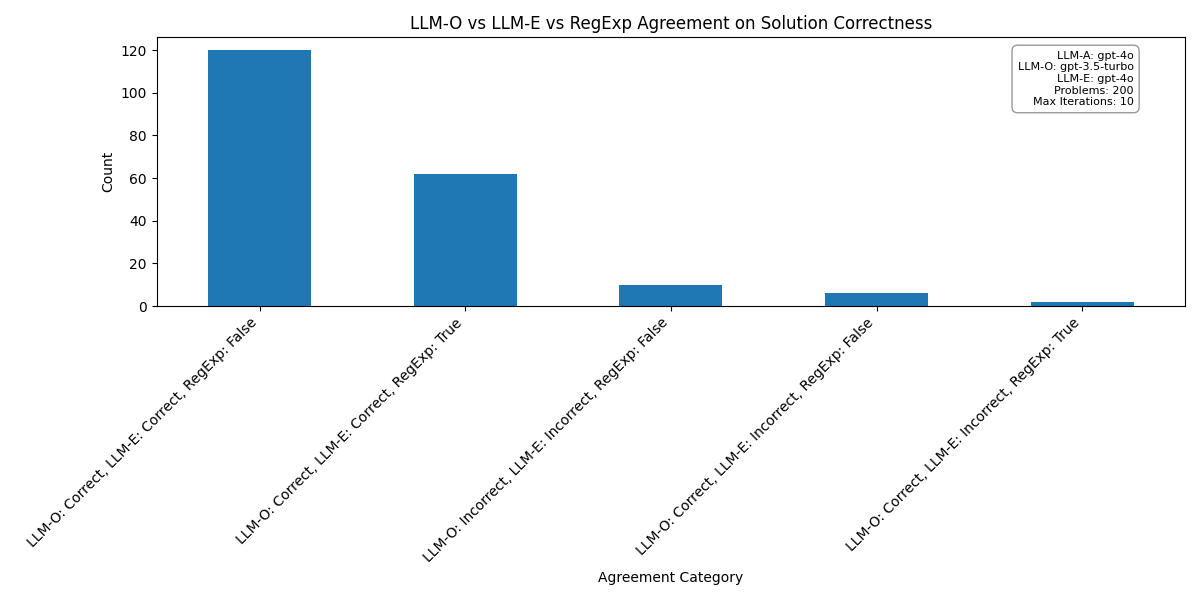 LLM-O vs LLM-E vs RegExp Agreement on Solution Correctness
LLM-A: gpt-4o
LLM-O: gpt-3.5-turbo
LLM-E: gpt-4o
Problems: 200
Max Iterations: 10
Count
120
100
80
60
40
20
0
LLM-O: Correct, LLM-E: Correct, RegExp: False
LLM-O: Correct, LLM-E: Correct, RegExp: True
LLM-O: Incorrect, LLM-E: Incorrect, RegExp: False
LLM-O: Correct, LLM-E: Incorrect, RegExp: False
LLM-O: Correct, LLM-E: Incorrect, RegExp: True
Agreement Category